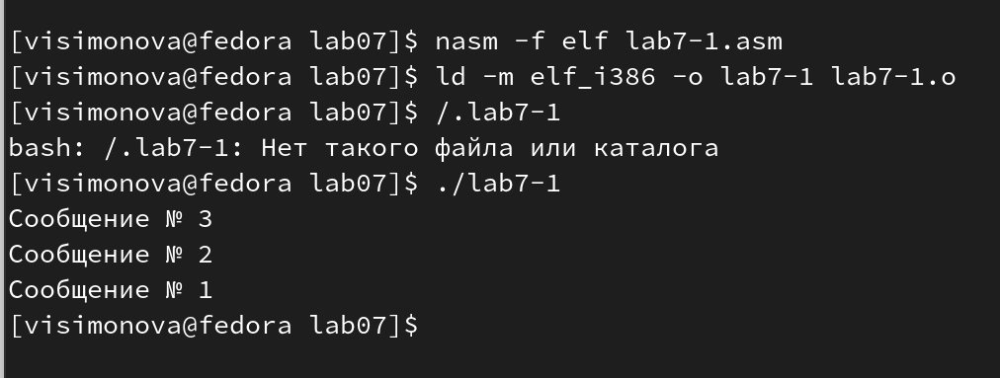 [visimonova@fedora lab07]$ nasm -f elf lab7-1.asm
[visimonova@fedora lab07]$ ld -m elf_i386 -o lab7-1 lab7-1.o
[visimonova@fedora lab07]$ /.lab7-1
bash: /.lab7-1: Нет такого файла или каталога
[visimonova@fedora lab07]$ ./lab7-1
Сообщение № 3
Сообщение № 2
Сообщение № 1
[visimonova@fedora lab07]$